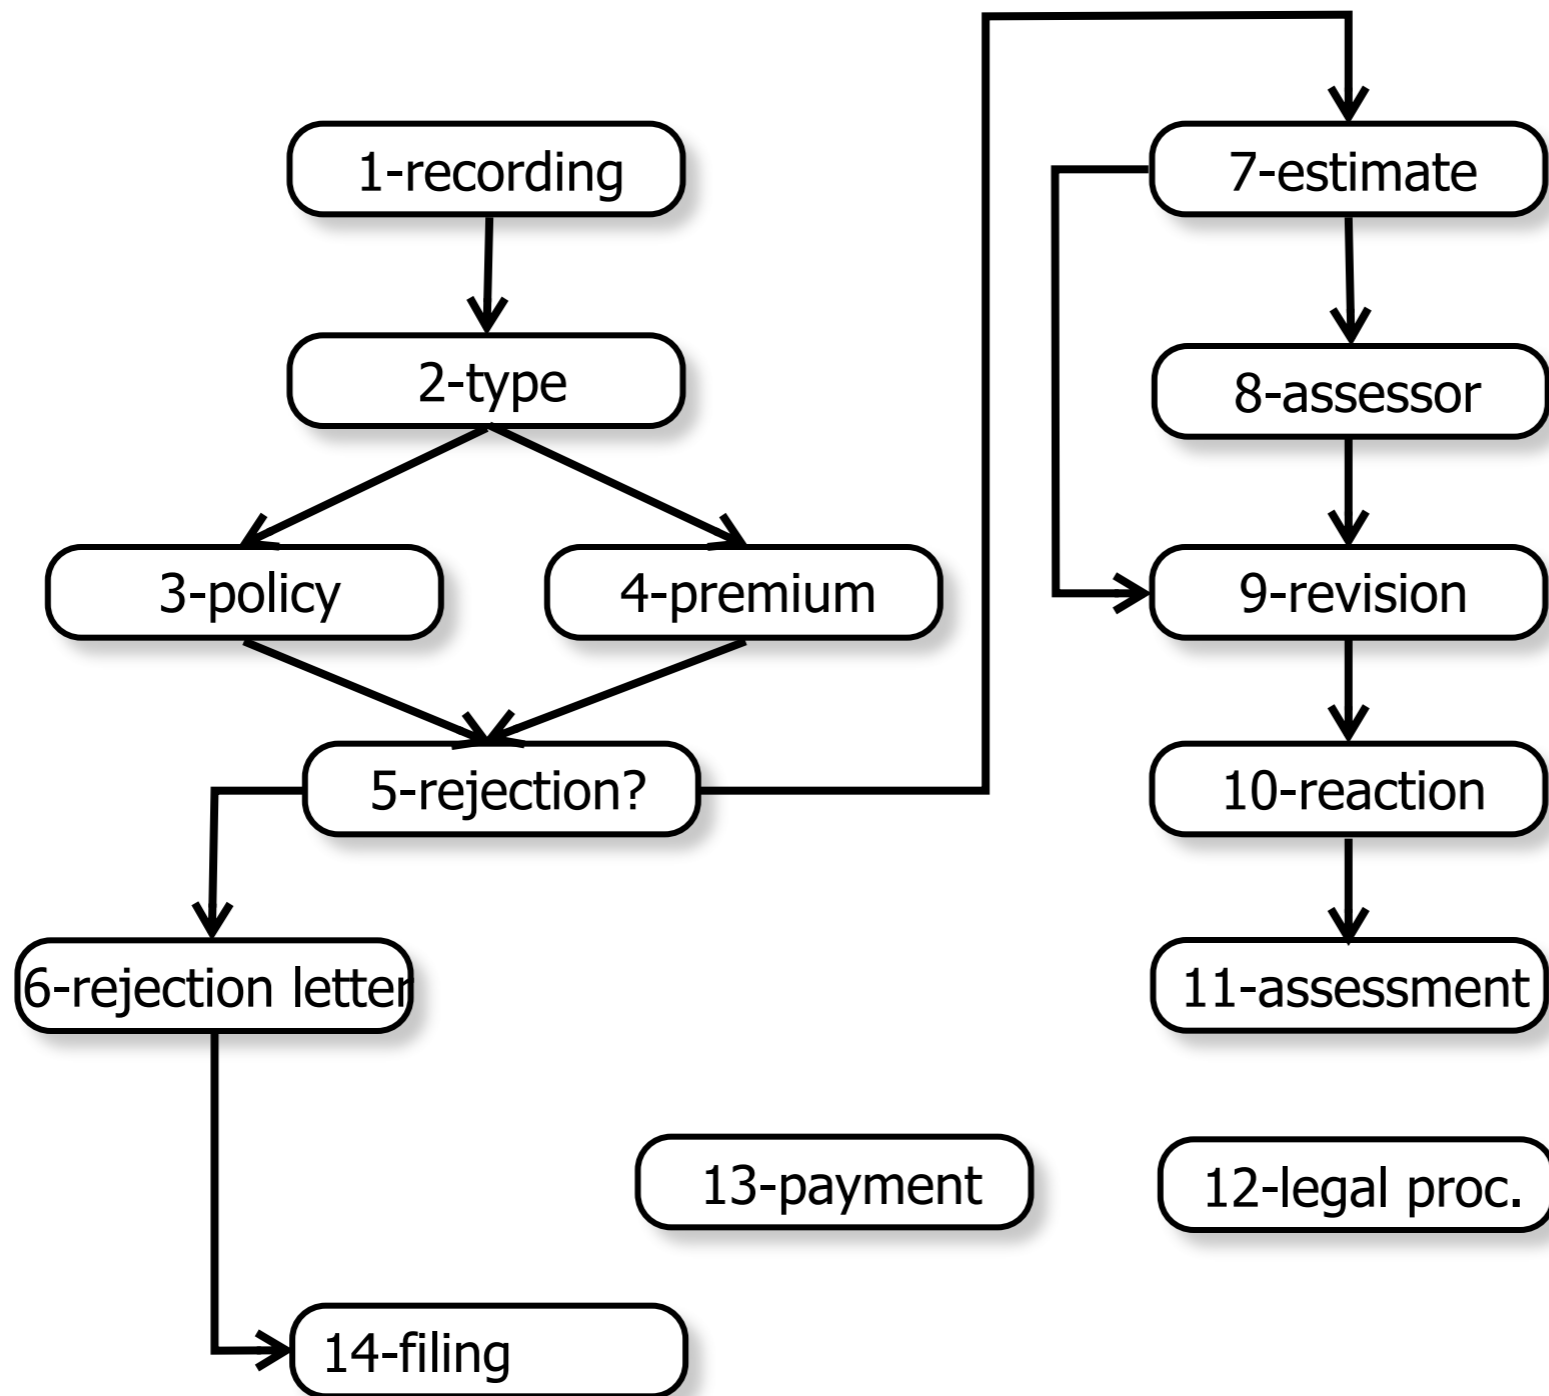 1-recording
2-type
3-policy
4-premium
5-rejection?
6-rejection letter
7-estimate
8-assessor
9-revision
10-reaction
11-assessment
12-legal proc.
13-payment
14-filing